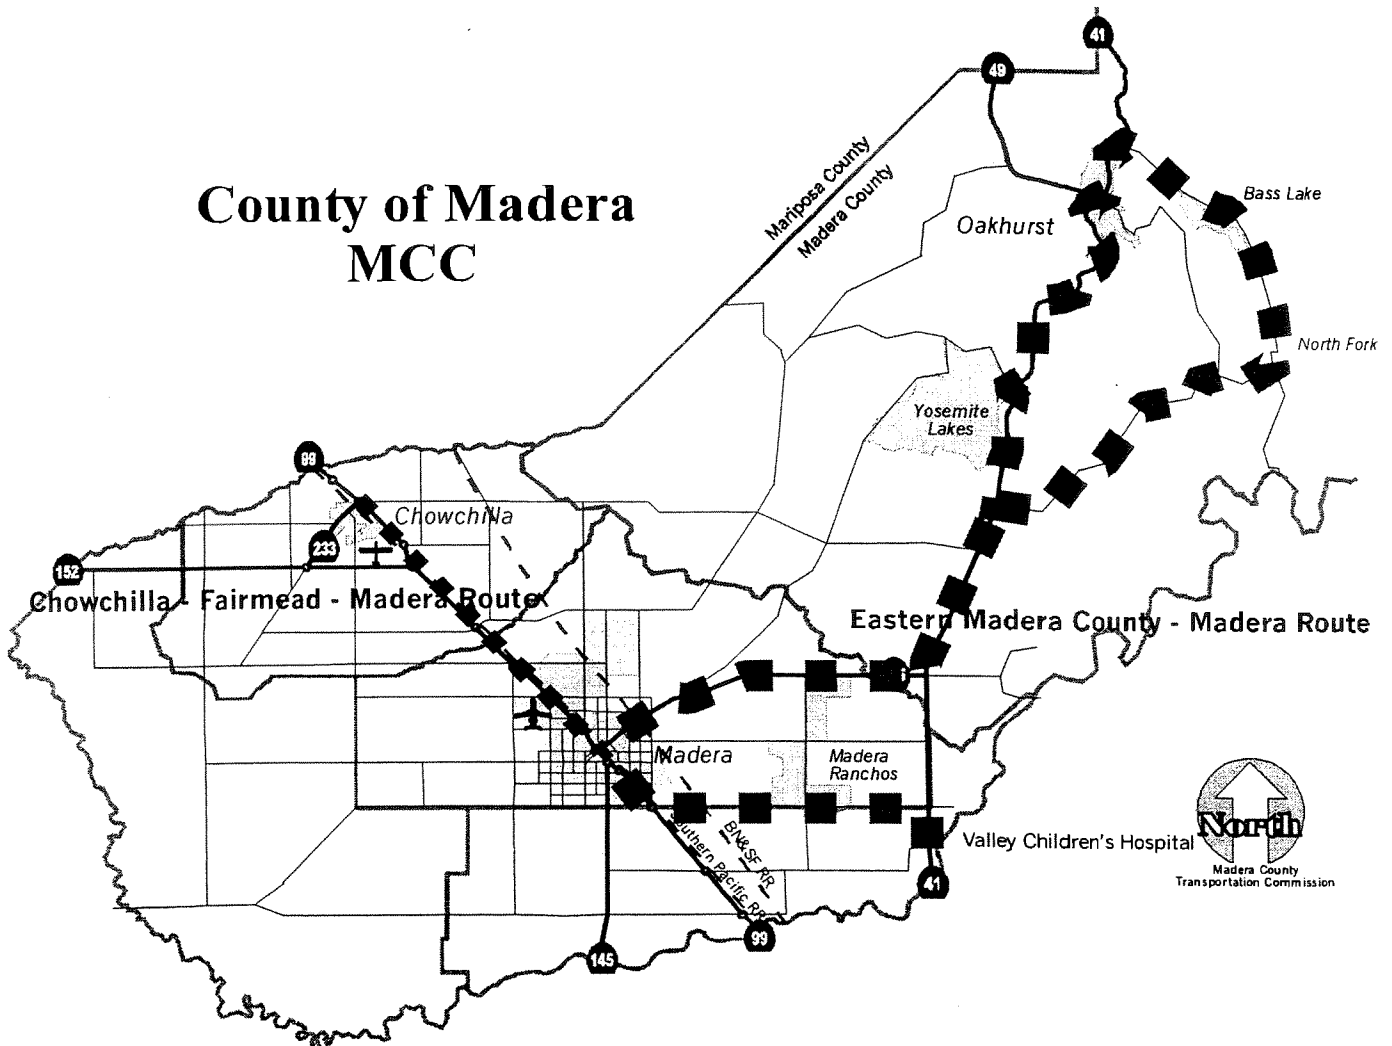 41
49
County of Madera
MCC
Mariposa County
Madera County
Bass Lake
Oakhurst
North Fork
Yosemite
Lakes
99
Chowchilla
233
152
Chowchilla - Fairmead - Madera Route
Eastern Madera County - Madera Route
Madera
Madera
Ranchos
BN&SF RR
Southern Pacific RR
Valley Children's Hospital
North
Madera County
Transportation Commission
41
99
145